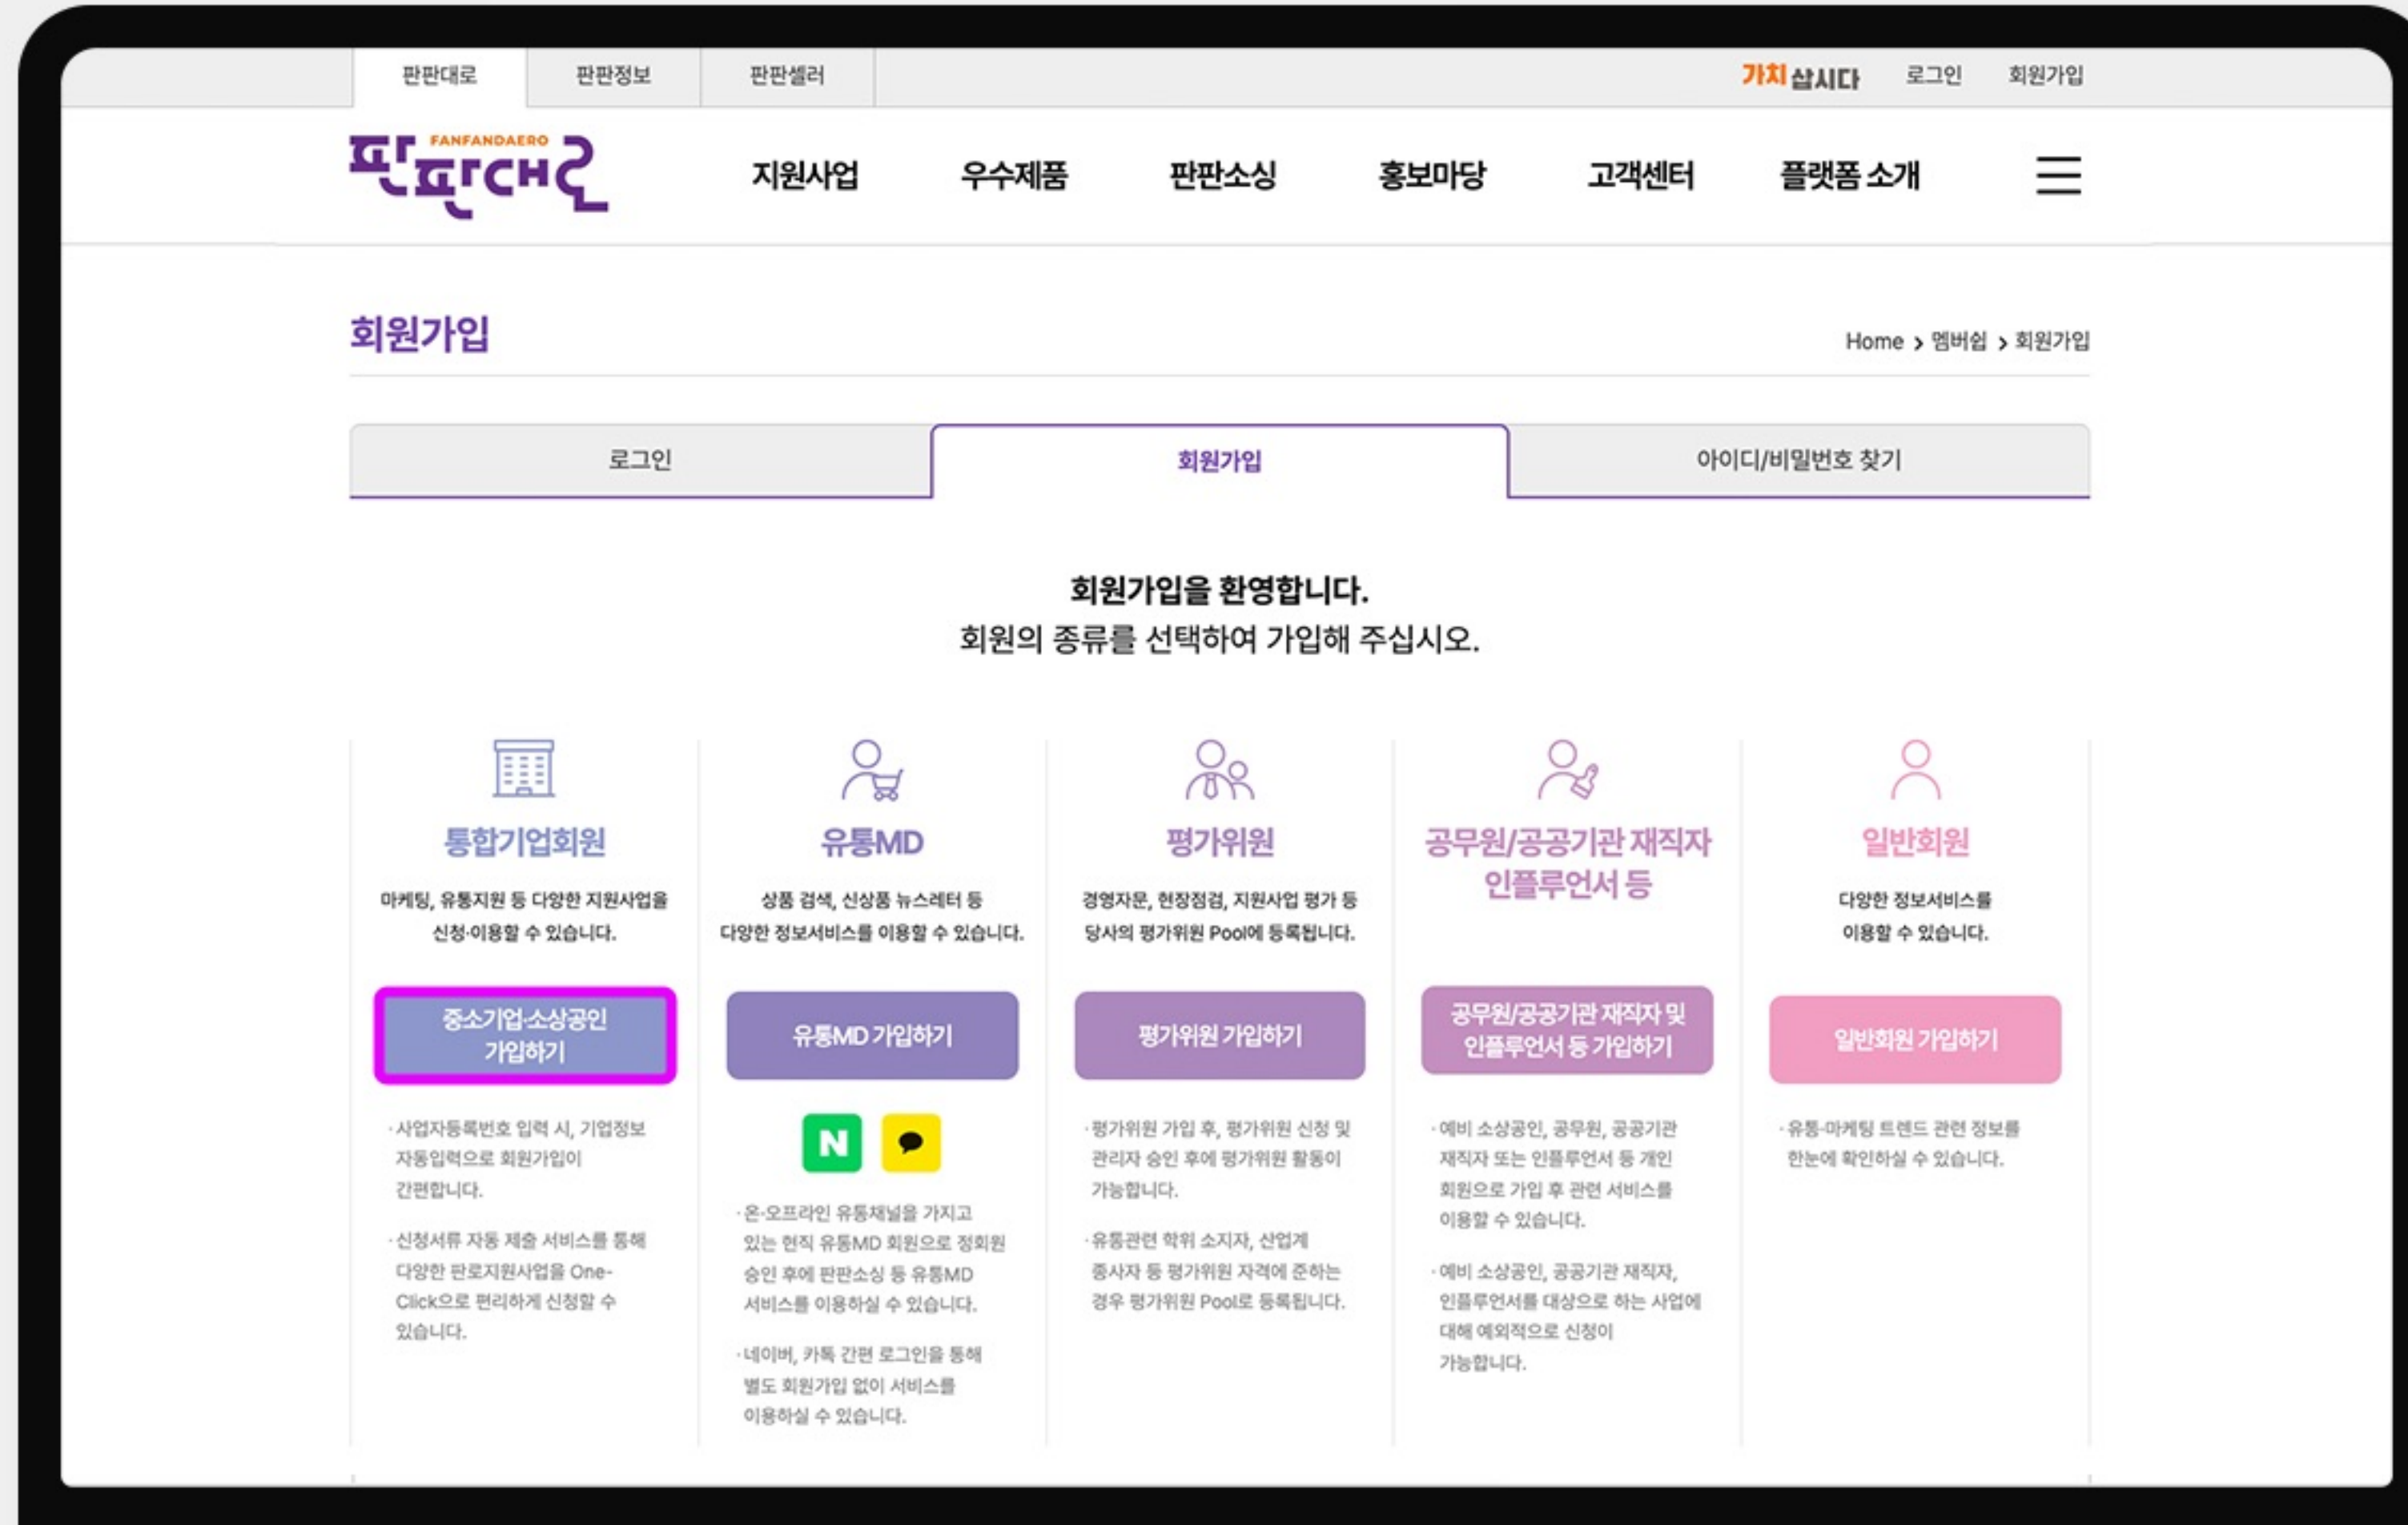 판판대로
판판정보
판판셀러
가치 삽시다
로그인
회원가입
FANFANDAERO
판판대로
지원사업
우수제품
판판소싱
홍보마당
고객센터
플랫폼 소개
회원가입
Home > 멤버쉽 > 회원가입
로그인
회원가입
아이디/비밀번호 찾기
회원가입을 환영합니다.
회원의 종류를 선택하여 가입해 주십시오.
통합기업회원
마케팅, 유통지원 등 다양한 지원사업을
신청·이용할 수 있습니다.
중소기업·소상공인
가입하기
· 사업자등록번호 입력 시, 기업정보
자동입력으로 회원가입이
간편합니다.
· 신청서류 자동 제출 서비스를 통해
다양한 판로지원사업을 One-
Click으로 편리하게 신청할 수
있습니다.
유통MD
상품 검색, 신상품 뉴스레터 등
다양한 정보서비스를 이용할 수 있습니다.
유통MD 가입하기
N
· 온·오프라인 유통채널을 가지고
있는 현직 유통MD 회원으로 정회원
승인 후에 판판소싱 등 유통MD
서비스를 이용하실 수 있습니다.
· 네이버, 카톡 간편 로그인을 통해
별도 회원가입 없이 서비스를
이용하실 수 있습니다.
평가위원
경영자문, 현장점검, 지원사업 평가 등
당사의 평가위원 Pool에 등록됩니다.
평가위원 가입하기
· 평가위원 가입 후, 평가위원 신청 및
관리자 승인 후에 평가위원 활동이
가능합니다.
· 유통관련 학위 소지자, 산업계
종사자 등 평가위원 자격에 준하는
경우 평가위원 Pool로 등록됩니다.
공무원/공공기관 재직자
인플루언서 등
공무원/공공기관 재직자 및
인플루언서 등 가입하기
· 예비 소상공인, 공무원, 공공기관
재직자 또는 인플루언서 등 개인
회원으로 가입 후 관련 서비스를
이용할 수 있습니다.
· 예비 소상공인, 공공기관 재직자,
인플루언서를 대상으로 하는 사업에
대해 예외적으로 신청이
가능합니다.
일반회원
다양한 정보서비스를
이용할 수 있습니다.
일반회원 가입하기
· 유통·마케팅 트렌드 관련 정보를
한눈에 확인하실 수 있습니다.